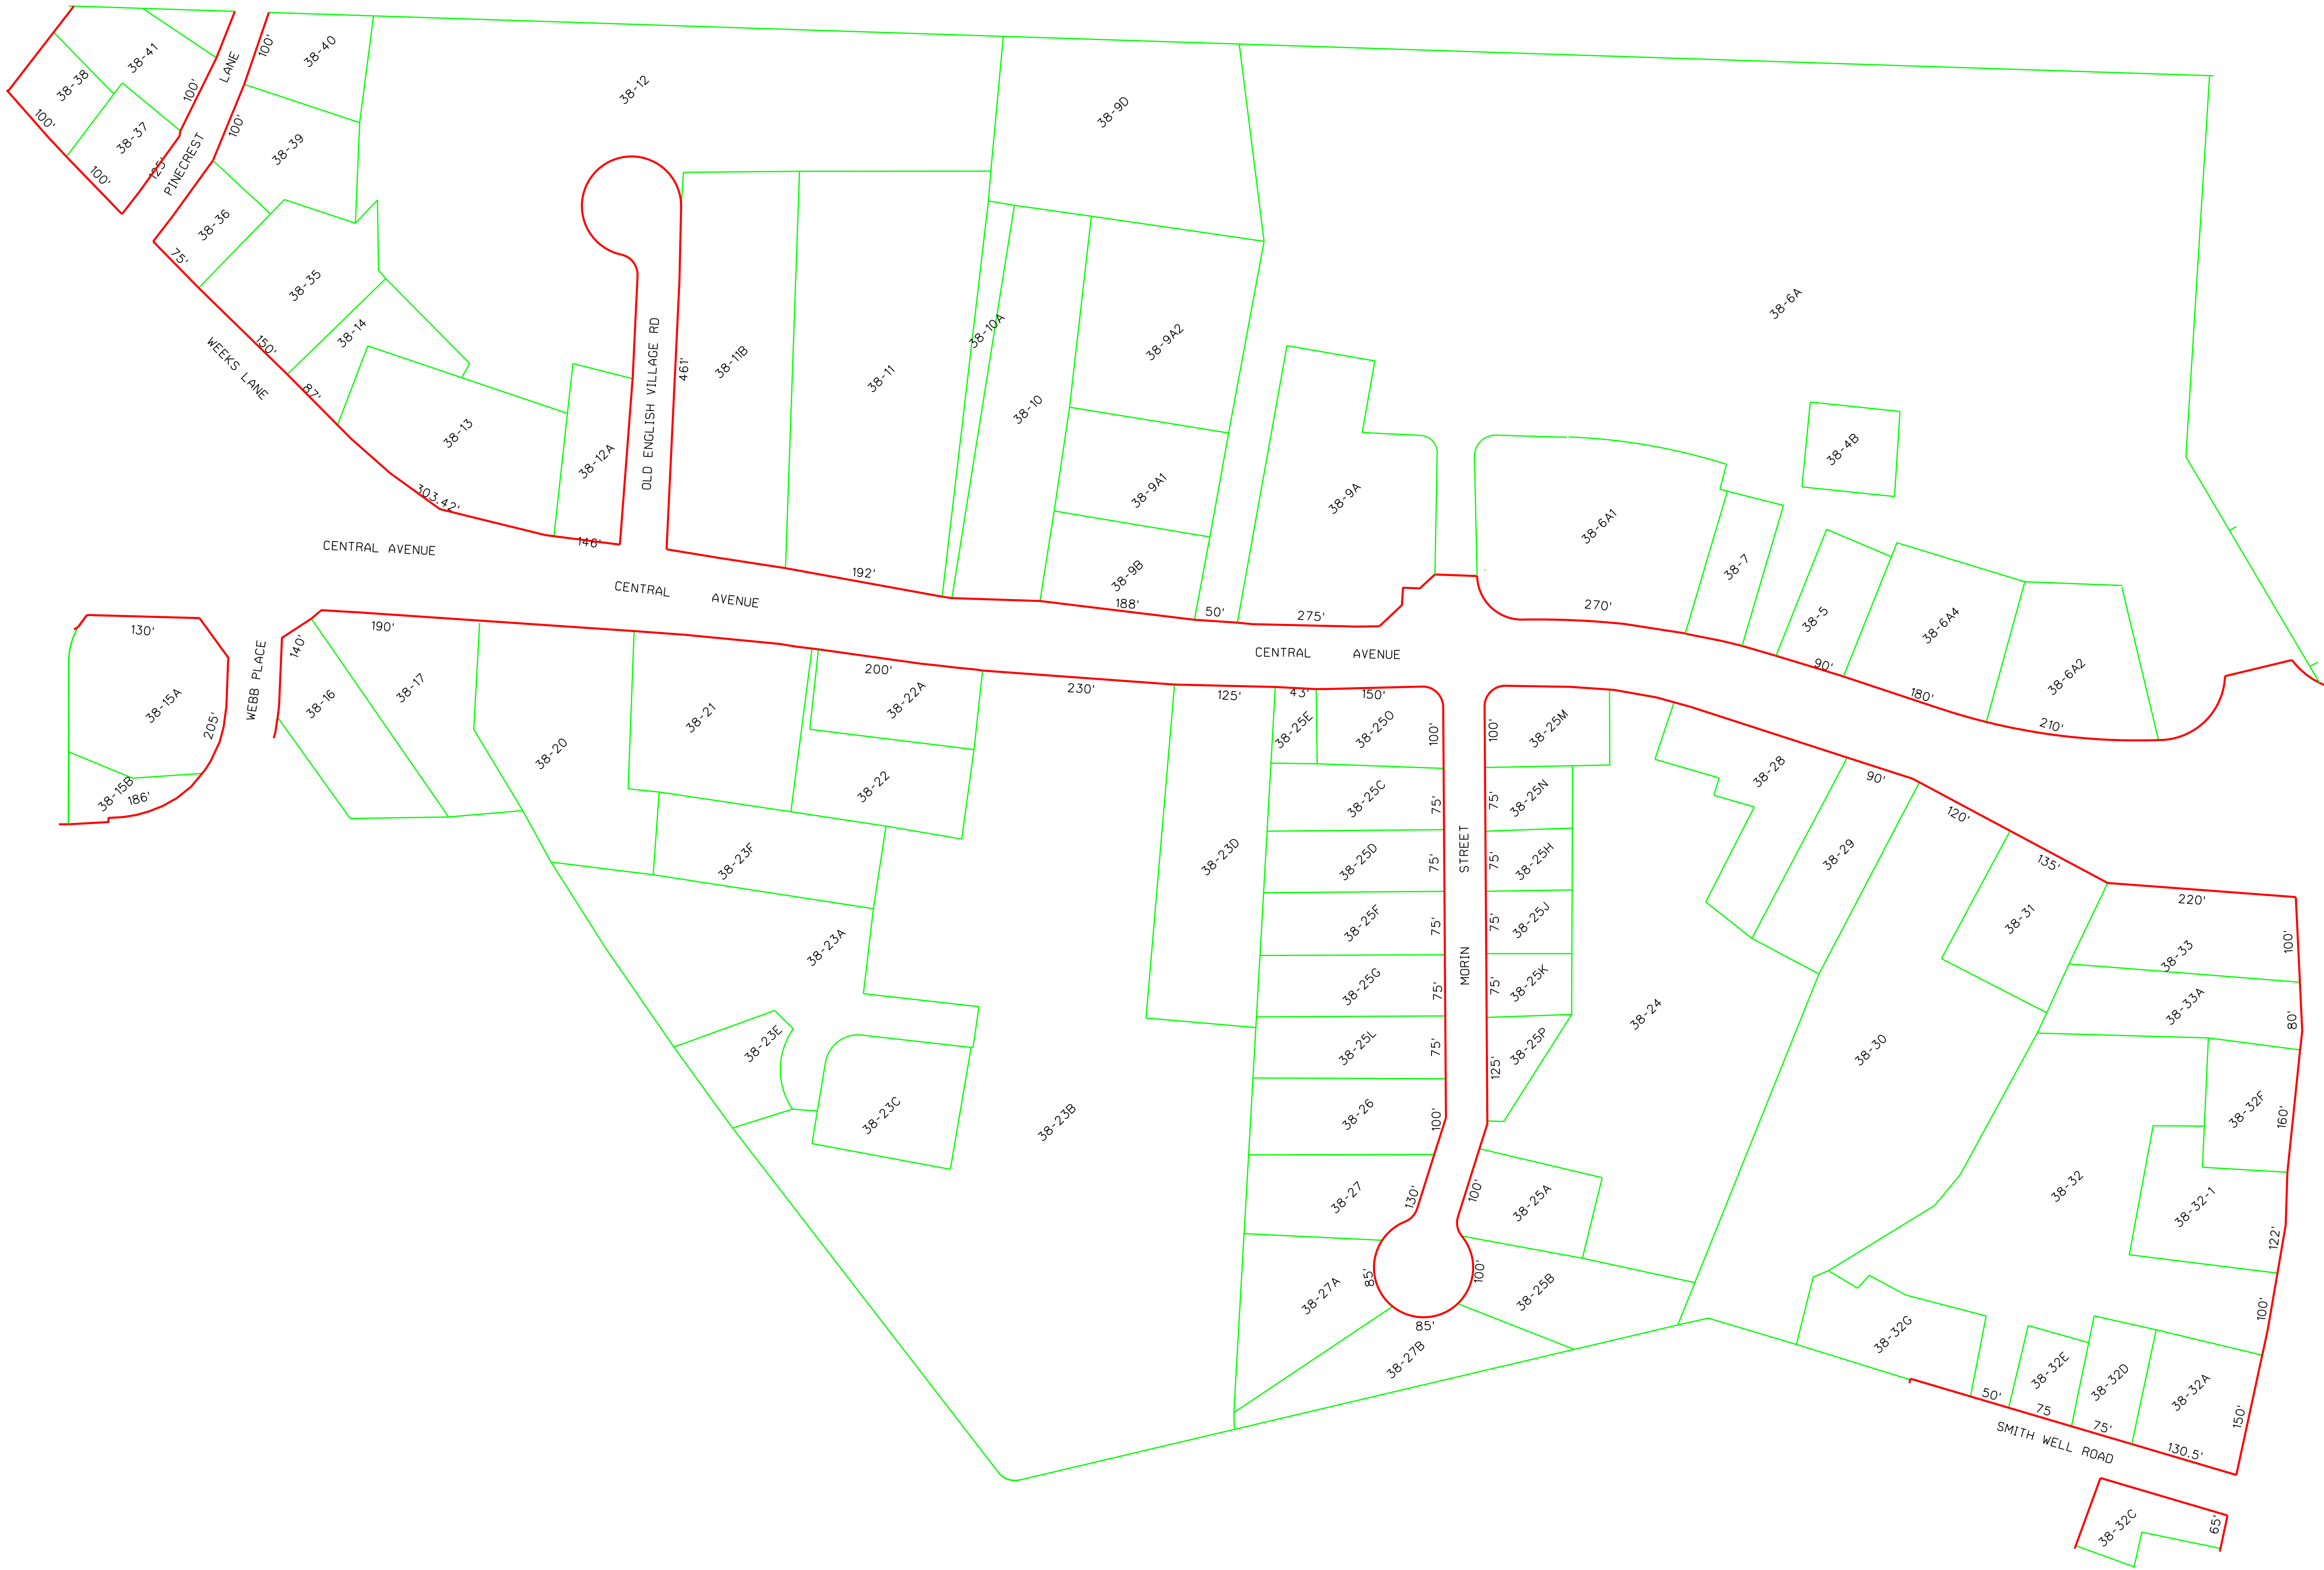 38-41
38-38
38-37
100'
100'
100'
125'
PINECREST
LANE
100'
100'
38-40
38-39
38-36
75'
38-35
150'
38-14
87'
WEEKS LANE
38-13
303.42'
38-12
38-12A
146'
OLD ENGLISH VILLAGE RD
461'
38-11B
38-11
192'
38-10A
38-10
38-9D
38-9A2
38-9A1
38-9B
188'
50'
38-9A
275'
38-6A
38-6A1
270'
38-7
38-4B
38-5
90'
38-6A4
180'
38-6A2
210'
CENTRAL AVENUE
CENTRAL AVENUE
CENTRAL AVENUE
130'
38-15A
205'
38-15B
186'
WEBB PLACE
140'
190'
38-16
38-17
38-20
38-21
200'
38-22A
38-22
38-23F
38-23A
38-23E
38-23C
38-23B
230'
125'
38-23D
43'
38-25E
150'
38-25O
100'
38-25C
75'
38-25D
75'
38-25F
75'
38-25G
75'
38-25L
75'
38-26
100'
38-27
130'
38-27A
85'
38-27B
85'
MORIN STREET
100'
38-25M
75'
38-25N
75'
38-25H
75'
38-25J
75'
38-25K
125'
38-25P
100'
38-25A
100'
38-25B
38-24
38-28
90'
38-29
120'
38-30
135'
38-31
220'
38-33
100'
38-33A
80'
38-32F
160'
38-32
38-32-1
122'
100'
38-32G
50'
38-32E
75
38-32D
75'
38-32A
150'
130.5'
SMITH WELL ROAD
38-32C
65'